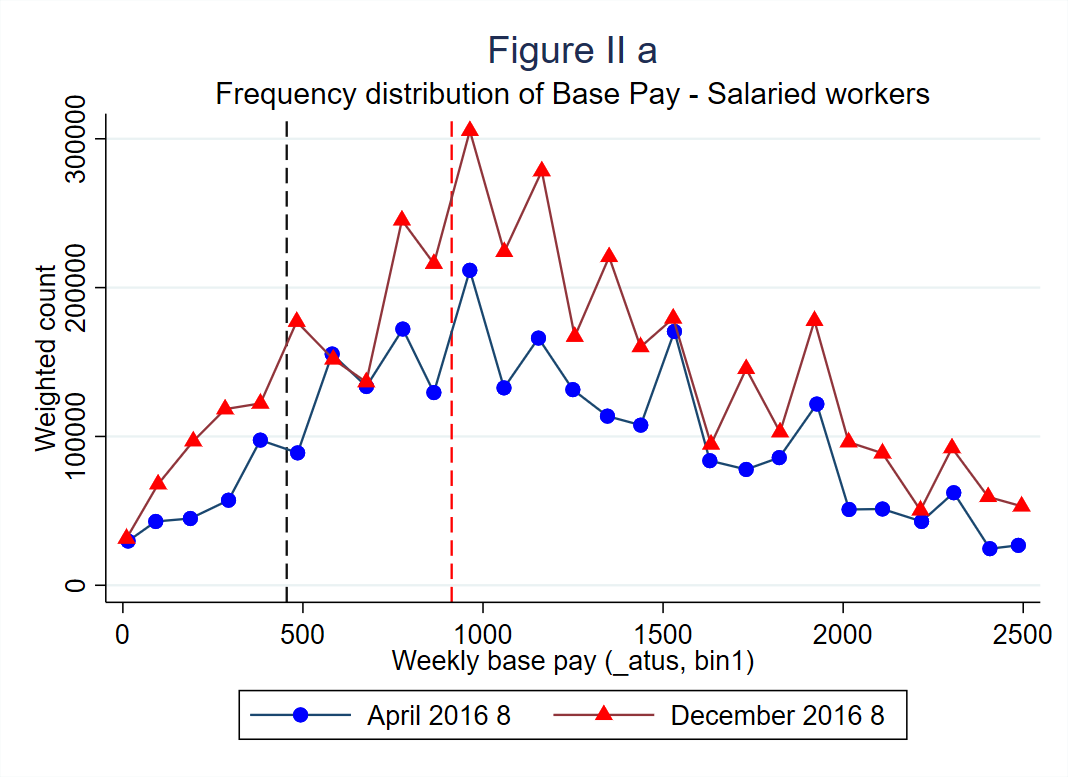 Figure II a
Frequency distribution of Base Pay - Salaried workers
Weighted count
300000
200000
100000
0
0 500 1000 1500 2000 2500
Weekly base pay (_atus, bin1)
April 2016 8 December 2016 8